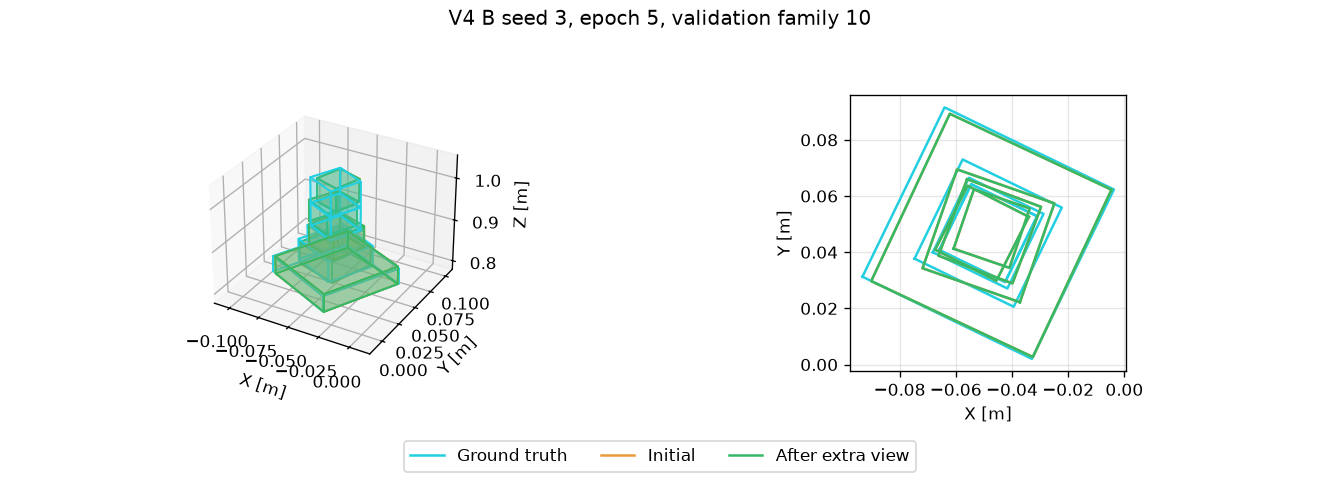 V4 B seed 3, epoch 5, validation family 10
1.0
0.9
0.8
Z [m]
0.100
0.075
0.050
0.025
0.000
Y [m]
−0.100
−0.075
−0.050
−0.025
0.000
X [m]
0.08
0.06
0.04
0.02
0.00
Y [m]
−0.08 −0.06 −0.04 −0.02 0.00
X [m]
Ground truth Initial After extra view